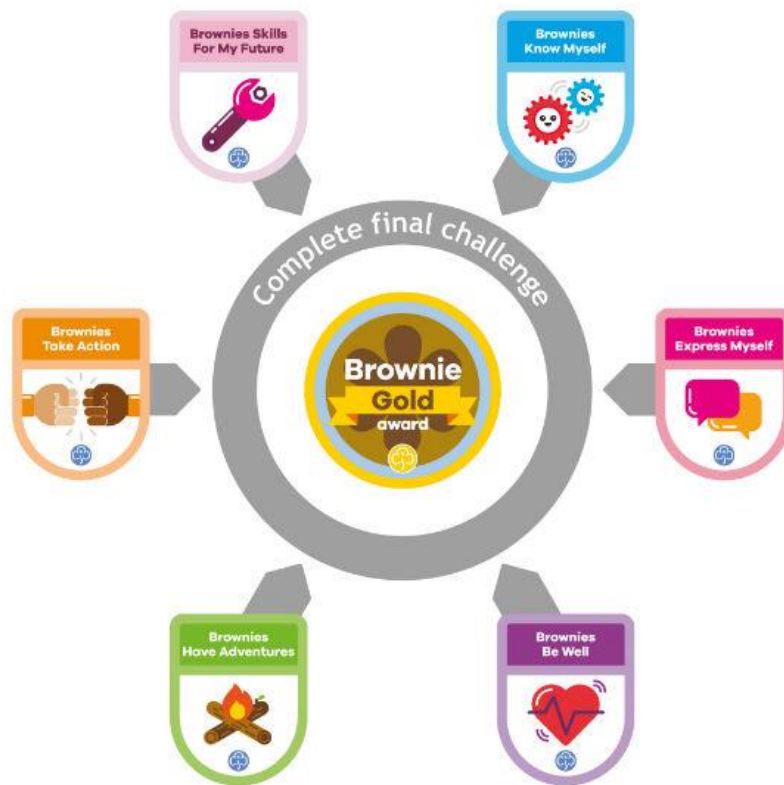 Brownies Skills
For My Future
Brownies
Know Myself
Complete final challenge
Brownies
Take Action
Brownie
Gold
award
Brownies
Express Myself
Brownies
Have Adventures
Brownies
Be Well